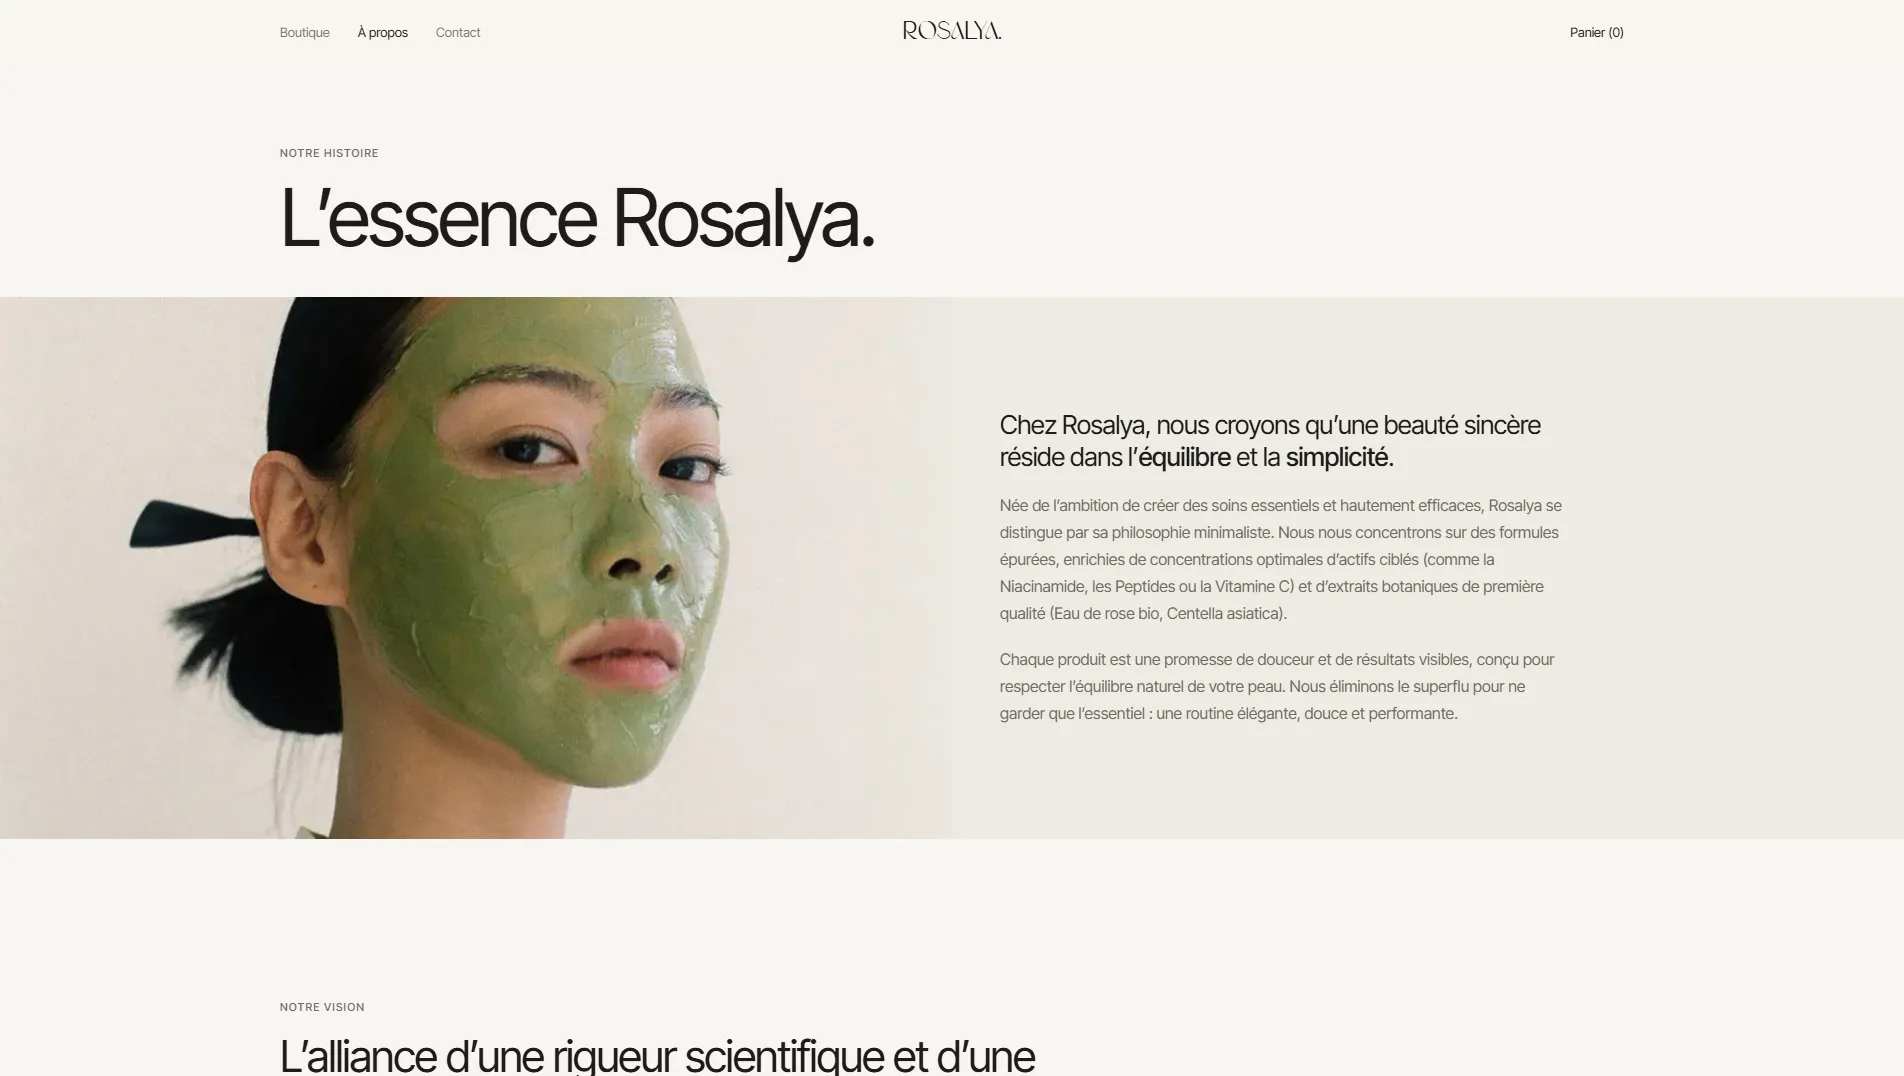 Boutique
À propos
Contact
ROSALYA.
Panier (0)
NOTRE HISTOIRE
L’essence Rosalya.
Chez Rosalya, nous croyons qu’une beauté sincère
réside dans l’équilibre et la simplicité.
Née de l’ambition de créer des soins essentiels et hautement efficaces, Rosalya se
distingue par sa philosophie minimaliste. Nous nous concentrons sur des formules
épurées, enrichies de concentrations optimales d’actifs ciblés (comme la
Niacinamide, les Peptides ou la Vitamine C) et d’extraits botaniques de première
qualité (Eau de rose bio, Centella asiatica).
Chaque produit est une promesse de douceur et de résultats visibles, conçu pour
respecter l’équilibre naturel de votre peau. Nous éliminons le superflu pour ne
garder que l’essentiel : une routine élégante, douce et performante.
NOTRE VISION
L’alliance d’une rigueur scientifique et d’une